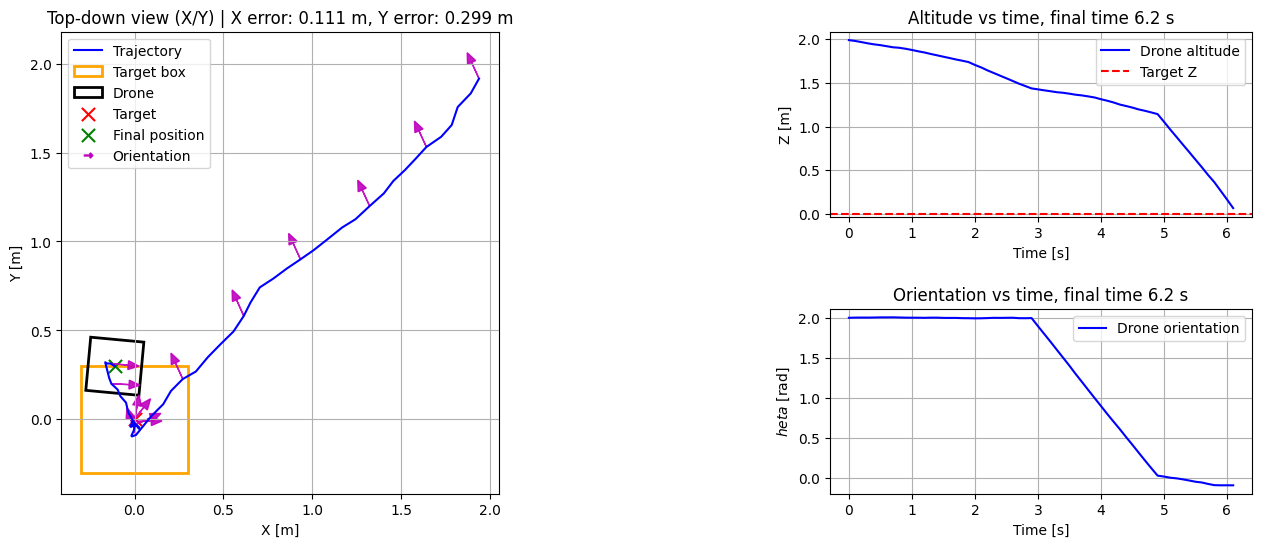 Top-down view (X/Y) | X error: 0.111 m, Y error: 0.299 m
Trajectory
Target box
Drone
Target
Final position
Orientation
Y [m]
2.0
1.5
1.0
0.5
0.0
0.0
0.5
1.0
1.5
2.0
X [m]
Altitude vs time, final time 6.2 s
Drone altitude
Target Z
Z [m]
2.0
1.5
1.0
0.5
0.0
0
1
2
3
4
5
6
Time [s]
Orientation vs time, final time 6.2 s
Drone orientation
heta [rad]
2.0
1.5
1.0
0.5
0.0
0
1
2
3
4
5
6
Time [s]